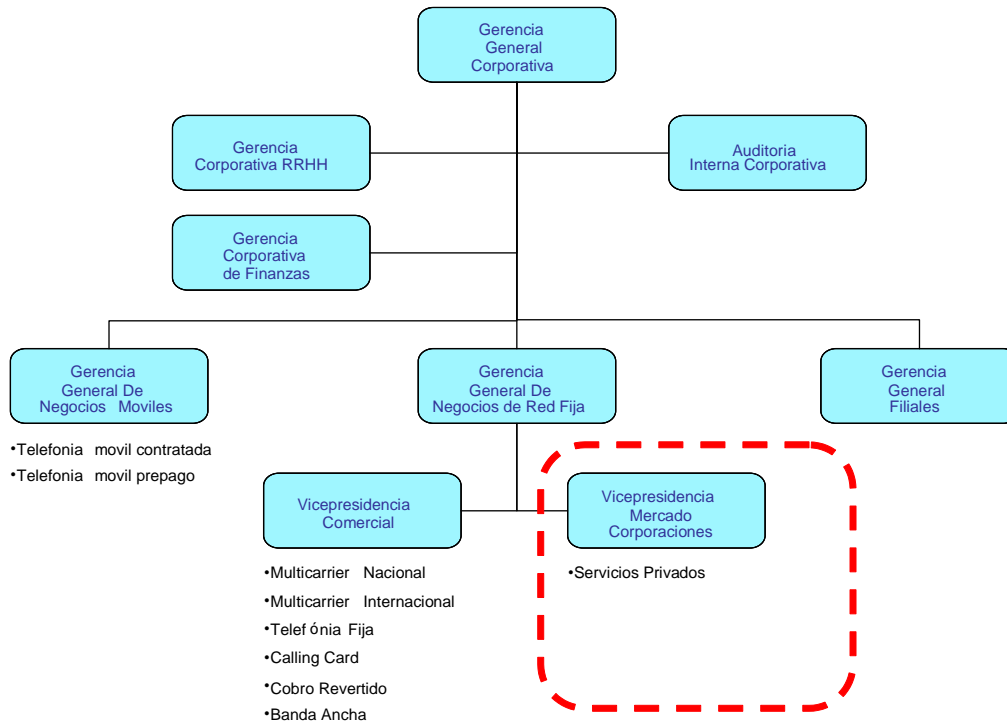 Gerencia
General
Corporativa
Gerencia
Corporativa RRHH
Auditoria
Interna Corporativa
Gerencia
Corporativa
de Finanzas
Gerencia
General De
Negocios Moviles
Gerencia
General De
Negocios de Red Fija
Gerencia
General
Filiales
•Telefonia movil contratada
•Telefonia movil prepago
Vicepresidencia
Comercial
Vicepresidencia
Mercado
Corporaciones
•Multicarrier Nacional
•Multicarrier Internacional
•Telefónia Fija
•Calling Card
•Cobro Revertido
•Banda Ancha
•Servicios Privados